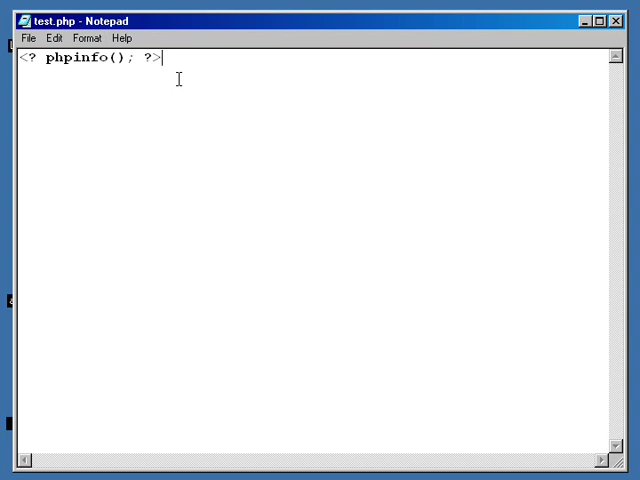 test.php - Notepad
File Edit Format Help
<? phpinfo(); ?>